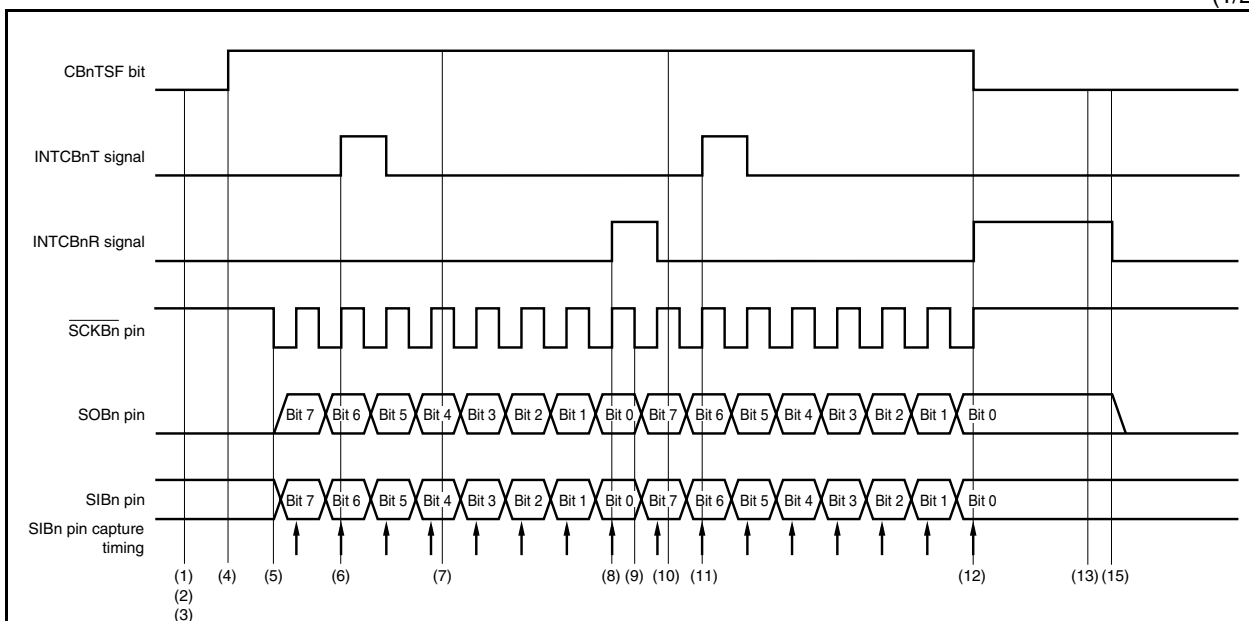 (1/2
CBnTSF bit
INTCBnT signal
INTCBnR signal
SCKBn pin
SOBn pin
Bit 7 Bit 6 Bit 5 Bit 4 Bit 3 Bit 2 Bit 1 Bit 0 Bit 7 Bit 6 Bit 5 Bit 4 Bit 3 Bit 2 Bit 1 Bit 0
SIBn pin
Bit 7 Bit 6 Bit 5 Bit 4 Bit 3 Bit 2 Bit 1 Bit 0 Bit 7 Bit 6 Bit 5 Bit 4 Bit 3 Bit 2 Bit 1 Bit 0
SIBn pin capture
timing
(1) (4) (5) (6) (7) (8) (9) (10) (11) (12) (13) (15)
(2)
(3)